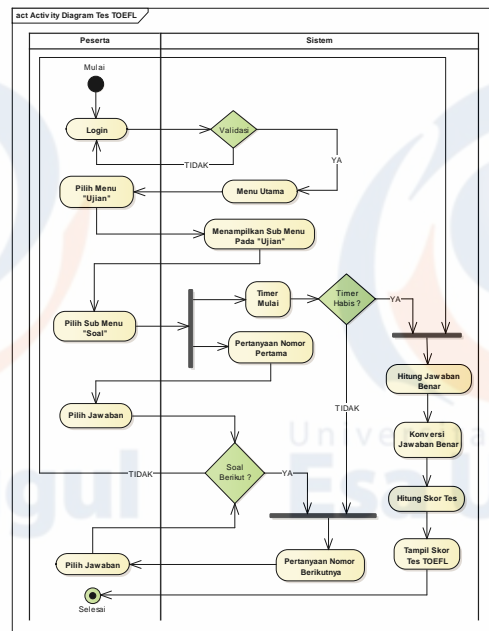 act Activity Diagram Tes TOEFL
Peserta
Sistem
Mulai
Login
Validasi
TIDAK
YA
Pilih Menu
"Ujian"
Menu Utama
Menampilkan Sub Menu
Pada "Ujian"
Timer
Mulai
Timer
Habis ?
YA
Pilih Sub Menu
"Soal"
Pertanyaan Nomor
Pertama
Hitung Jawaban
Benar
Pilih Jawaban
TIDAK
Konversi
Jawaban Benar
Universita
Soal
Berikut ?
TIDAK
YA
gul
Esa U
Hitung Skor Tes
Pilih Jawaban
Pertanyaan Nomor
Berikutnya
Tampil Skor
Tes TOEFL
Selesai